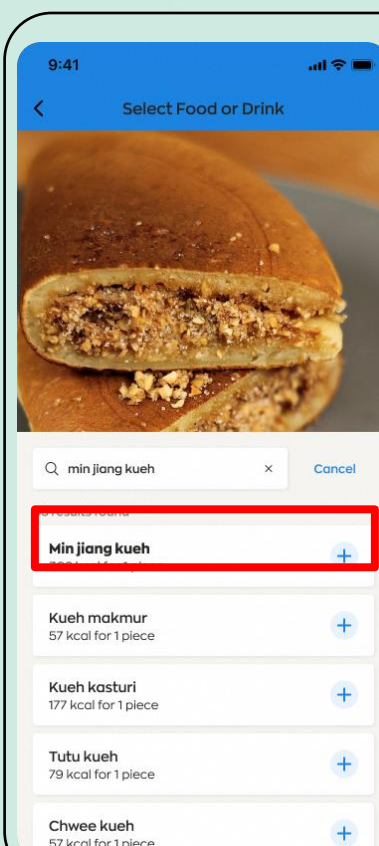 9:41
Select Food or Drink
min jiang kueh
Cancel
results found
Min jiang kueh
Kueh makmur
57 kcal for 1 piece
Kueh kasturi
177 kcal for 1 piece
Tutu kueh
79 kcal for 1 piece
Chwee kueh
57 kcal for 1 piece